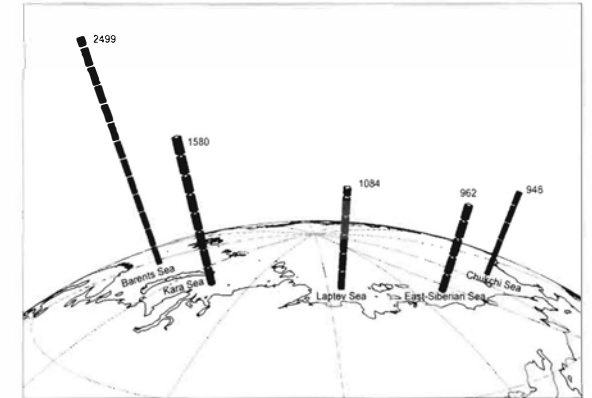 2499
1580
1084
962
946
Barents Sea
Kara Sea
Laptev Sea
East-Siberian Sea
Chukchi Sea